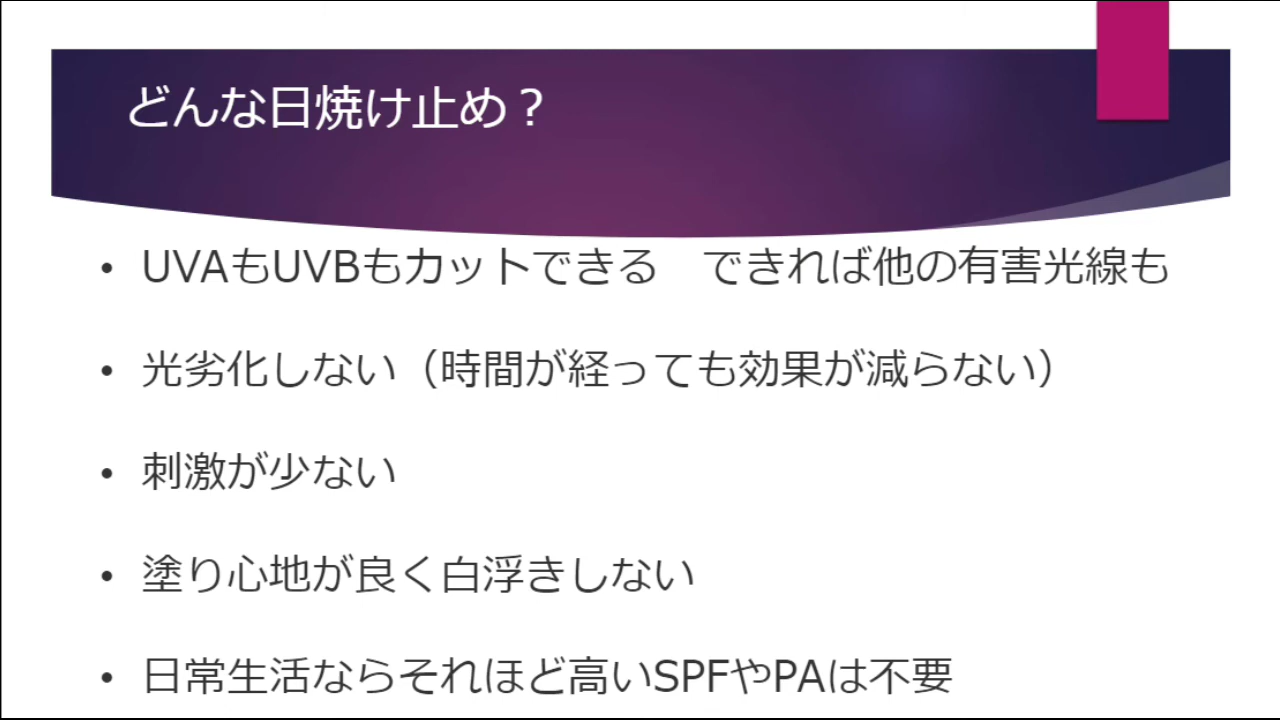 どんな日焼け止め？
• UVAもUVBもカットできる　できれば他の有害光線も
• 光劣化しない（時間が経っても効果が減らない）
• 刺激が少ない
• 塗り心地が良く白浮きしない
• 日常生活ならそれほど高いSPFやPAは不要